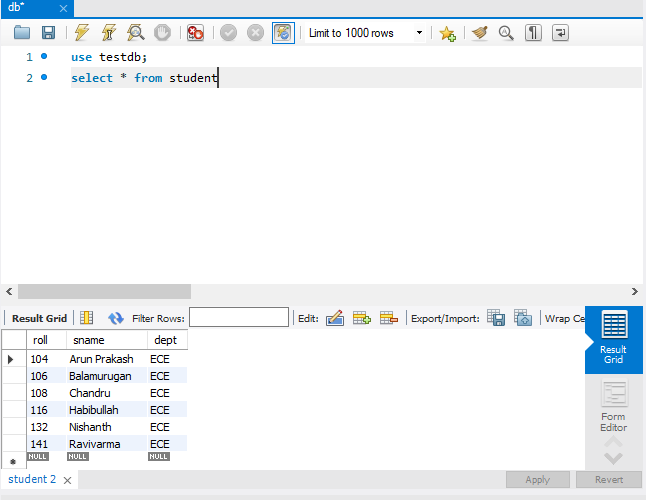 db*
Limit to 1000 rows
1 use testdb;
2 select * from student
Result Grid Filter Rows: Edit: Export/Import: Wrap Ce
roll sname dept
104 Arun Prakash ECE
106 Balamurugan ECE
108 Chandru ECE
116 Habibullah ECE
132 Nishanth ECE
141 Ravivarma ECE
NULL NULL NULL
Result
Grid
Form
Editor
student 2
Apply Revert